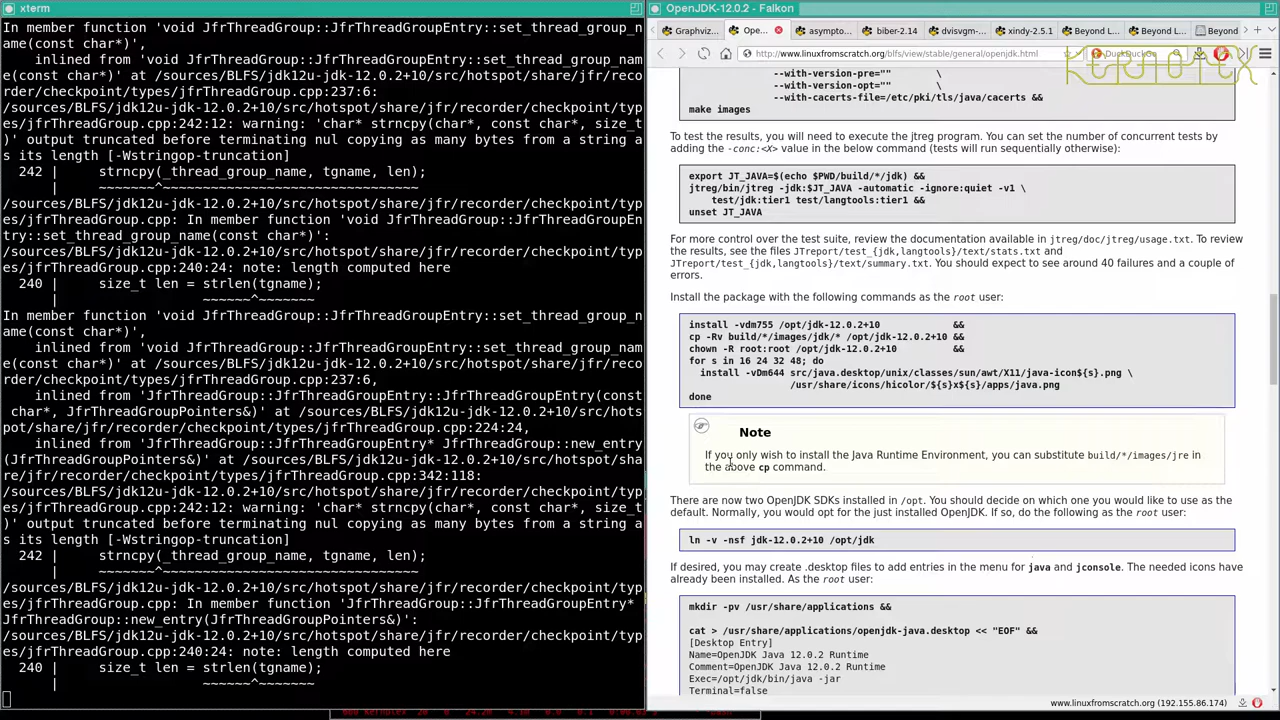 xterm
In member function 'void JfrThreadGroup::JfrThreadGroupEntry::set_thread_group_n
ame(const char*)',
    inlined from 'void JfrThreadGroup::JfrThreadGroupEntry::set_thread_group_nam
e(const char*)' at /sources/BLFS/jdk12u-jdk-12.0.2+10/src/hotspot/share/jfr/reco
rder/checkpoint/types/jfrThreadGroup.cpp:237:6:
/sources/BLFS/jdk12u-jdk-12.0.2+10/src/hotspot/share/jfr/recorder/checkpoint/typ
es/jfrThreadGroup.cpp:242:12: warning: 'char* strncpy(char*, const char*, size_t
)' output truncated before terminating nul copying as many bytes from a string a
s its length [-Wstringop-truncation]
  242 |     strncpy(_thread_group_name, tgname, len);
      |     ~~~~~~~^~~~~~~~~~~~~~~~~~~~~~~~~~~~~~~~~
/sources/BLFS/jdk12u-jdk-12.0.2+10/src/hotspot/share/jfr/recorder/checkpoint/typ
es/jfrThreadGroup.cpp: In member function 'void JfrThreadGroup::JfrThreadGroupEn
try::set_thread_group_name(const char*)':
/sources/BLFS/jdk12u-jdk-12.0.2+10/src/hotspot/share/jfr/recorder/checkpoint/typ
es/jfrThreadGroup.cpp:240:24: note: length computed here
  240 |     size_t len = strlen(tgname);
      |                  ~~~~~~^~~~~~~~
In member function 'void JfrThreadGroup::JfrThreadGroupEntry::set_thread_group_n
ame(const char*)',
    inlined from 'void JfrThreadGroup::JfrThreadGroupEntry::set_thread_group_nam
e(const char*)' at /sources/BLFS/jdk12u-jdk-12.0.2+10/src/hotspot/share/jfr/reco
rder/checkpoint/types/jfrThreadGroup.cpp:237:6,
    inlined from 'JfrThreadGroup::JfrThreadGroupEntry::JfrThreadGroupEntry(const
 char*, JfrThreadGroupPointers&)' at /sources/BLFS/jdk12u-jdk-12.0.2+10/src/hots
pot/share/jfr/recorder/checkpoint/types/jfrThreadGroup.cpp:224:24,
    inlined from 'JfrThreadGroup::JfrThreadGroupEntry* JfrThreadGroup::new_entry
(JfrThreadGroupPointers&)' at /sources/BLFS/jdk12u-jdk-12.0.2+10/src/hotspot/sha
re/jfr/recorder/checkpoint/types/jfrThreadGroup.cpp:342:118:
/sources/BLFS/jdk12u-jdk-12.0.2+10/src/hotspot/share/jfr/recorder/checkpoint/typ
es/jfrThreadGroup.cpp:242:12: warning: 'char* strncpy(char*, const char*, size_t
)' output truncated before terminating nul copying as many bytes from a string a
s its length [-Wstringop-truncation]
  242 |     strncpy(_thread_group_name, tgname, len);
      |     ~~~~~~~^~~~~~~~~~~~~~~~~~~~~~~~~~~~~~~~~
/sources/BLFS/jdk12u-jdk-12.0.2+10/src/hotspot/share/jfr/recorder/checkpoint/typ
es/jfrThreadGroup.cpp: In member function 'JfrThreadGroup::JfrThreadGroupEntry*
JfrThreadGroup::new_entry(JfrThreadGroupPointers&)':
/sources/BLFS/jdk12u-jdk-12.0.2+10/src/hotspot/share/jfr/recorder/checkpoint/typ
es/jfrThreadGroup.cpp:240:24: note: length computed here
  240 |     size_t len = strlen(tgname);
      |                  ~~~~~~^~~~~~~~
OpenJDK-12.0.2 - Falkon
Graphviz... Ope... asympto... biber-2.14 dvisvgm-... xindy-2.5.1 Beyond L... Beyond L... Beyond
http://www.linuxfromscratch.org/blfs/view/stable/general/openjdk.html DuckDuckGo
KERNOTEX
--with-version-pre="" \
--with-version-opt="" \
--with-cacerts-file=/etc/pki/tls/java/cacerts &&
make images
To test the results, you will need to execute the jtreg program. You can set the number of concurrent tests by
adding the -conc:<X> value in the below command (tests will run sequentially otherwise):
export JT_JAVA=$(echo $PWD/build/*/jdk) &&
jtreg/bin/jtreg -jdk:$JT_JAVA -automatic -ignore:quiet -v1 \
    test/jdk:tier1 test/langtools:tier1 &&
unset JT_JAVA
For more control over the test suite, review the documentation available in jtreg/doc/jtreg/usage.txt. To review
the results, see the files JTreport/test_{jdk,langtools}/text/stats.txt and
JTreport/test_{jdk,langtools}/text/summary.txt. You should expect to see around 40 failures and a couple of
errors.
Install the package with the following commands as the root user:
install -vdm755 /opt/jdk-12.0.2+10 &&
cp -Rv build/*/images/jdk/* /opt/jdk-12.0.2+10 &&
chown -R root:root /opt/jdk-12.0.2+10 &&
for s in 16 24 32 48; do
  install -vDm644 src/java.desktop/unix/classes/sun/awt/X11/java-icon${s}.png \
                  /usr/share/icons/hicolor/${s}x${s}/apps/java.png
done
Note
If you only wish to install the Java Runtime Environment, you can substitute build/*/images/jre in
the above cp command.
There are now two OpenJDK SDKs installed in /opt. You should decide on which one you would like to use as the
default. Normally, you would opt for the just installed OpenJDK. If so, do the following as the root user:
ln -v -nsf jdk-12.0.2+10 /opt/jdk
If desired, you may create .desktop files to add entries in the menu for java and jconsole. The needed icons have
already been installed. As the root user:
mkdir -pv /usr/share/applications &&
cat > /usr/share/applications/openjdk-java.desktop << "EOF" &&
[Desktop Entry]
Name=OpenJDK Java 12.0.2 Runtime
Comment=OpenJDK Java 12.0.2 Runtime
Exec=/opt/jdk/bin/java -jar
Terminal=false
www.linuxfromscratch.org (192.155.86.174)